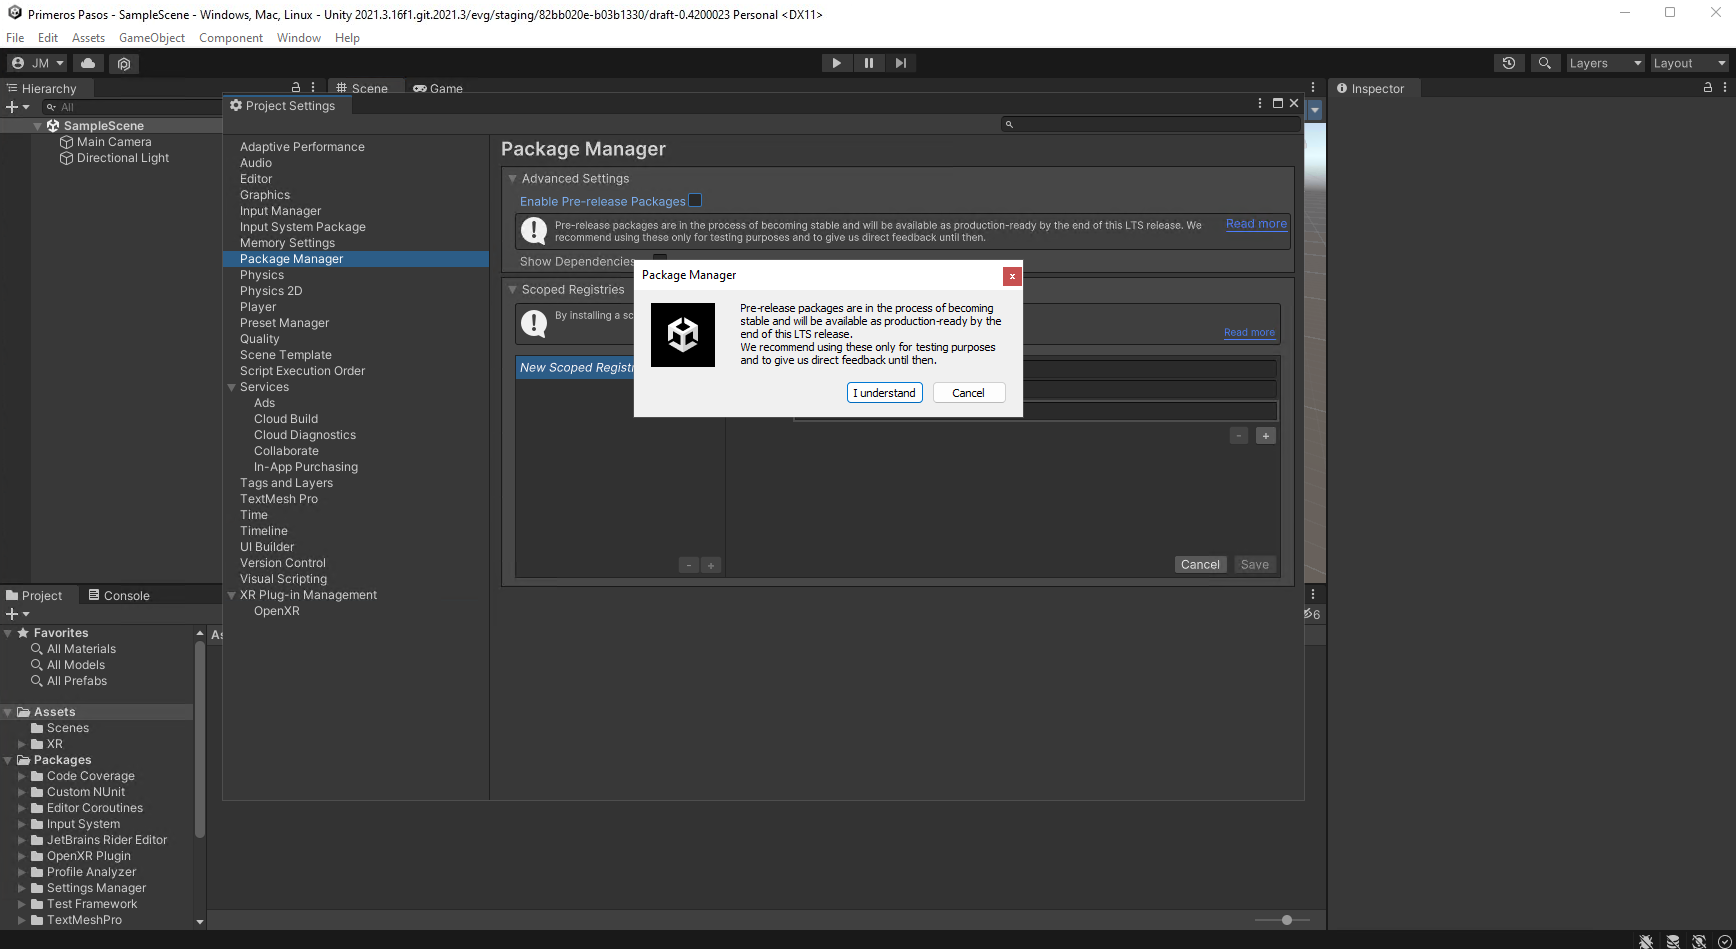 Primeros Pasos - SampleScene - Windows, Mac, Linux - Unity 2021.3.16f1.git.2021.3/evg/staging/82bb020e-b03b1330/draft-0.4200023 Personal <DX11>
File Edit Assets GameObject Component Window Help
JM
Layers
Layout
Hierarchy
Scene
Game
Inspector
All
SampleScene
Main Camera
Directional Light
Project Settings
Adaptive Performance
Audio
Editor
Graphics
Input Manager
Input System Package
Memory Settings
Package Manager
Physics
Physics 2D
Player
Preset Manager
Quality
Scene Template
Script Execution Order
Services
Ads
Cloud Build
Cloud Diagnostics
Collaborate
In-App Purchasing
Tags and Layers
TextMesh Pro
Time
Timeline
UI Builder
Version Control
Visual Scripting
XR Plug-in Management
OpenXR
Package Manager
Advanced Settings
Enable Pre-release Packages
Pre-release packages are in the process of becoming stable and will be available as production-ready by the end of this LTS release. We
recommend using these only for testing purposes and to give us direct feedback until then.
Read more
Show Dependencies
Scoped Registries
By installing a sc
Read more
New Scoped Registr
- +
- +
Cancel
Save
Package Manager
x
Pre-release packages are in the process of becoming
stable and will be available as production-ready by the
end of this LTS release.
We recommend using these only for testing purposes
and to give us direct feedback until then.
I understand
Cancel
Project
Console
6
As
Favorites
All Materials
All Models
All Prefabs
Assets
Scenes
XR
Packages
Code Coverage
Custom NUnit
Editor Coroutines
Input System
JetBrains Rider Editor
OpenXR Plugin
Profile Analyzer
Settings Manager
Test Framework
TextMeshPro